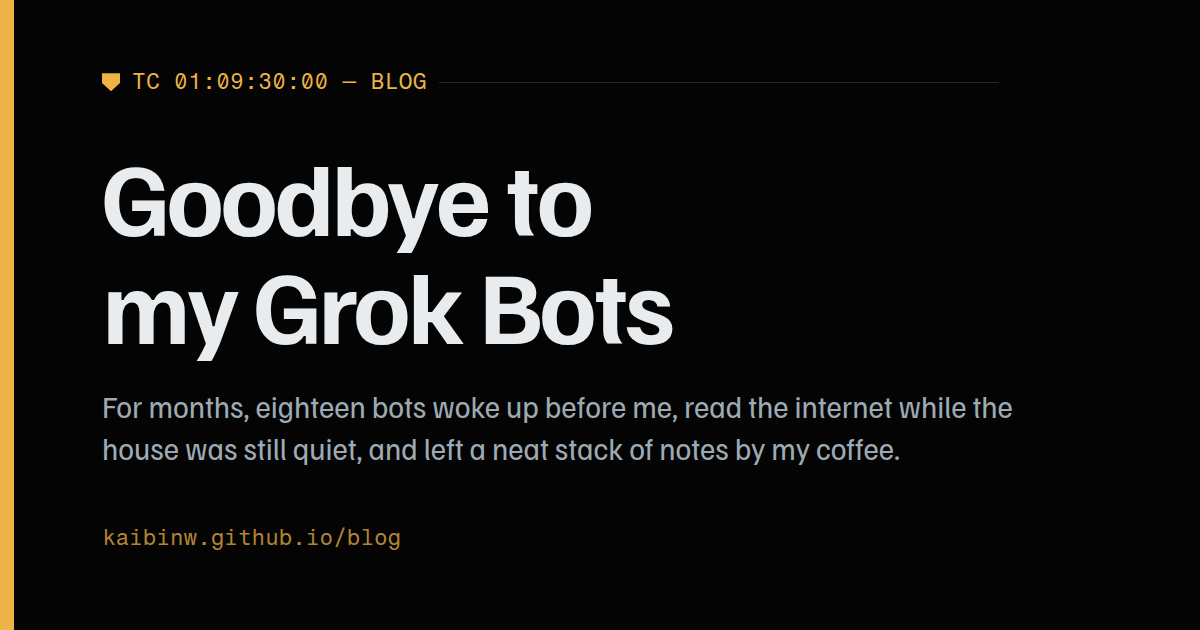 TC 01:09:30:00 — BLOG
Goodbye to
my Grok Bots
For months, eighteen bots woke up before me, read the internet while the
house was still quiet, and left a neat stack of notes by my coffee.
kaibinw.github.io/blog